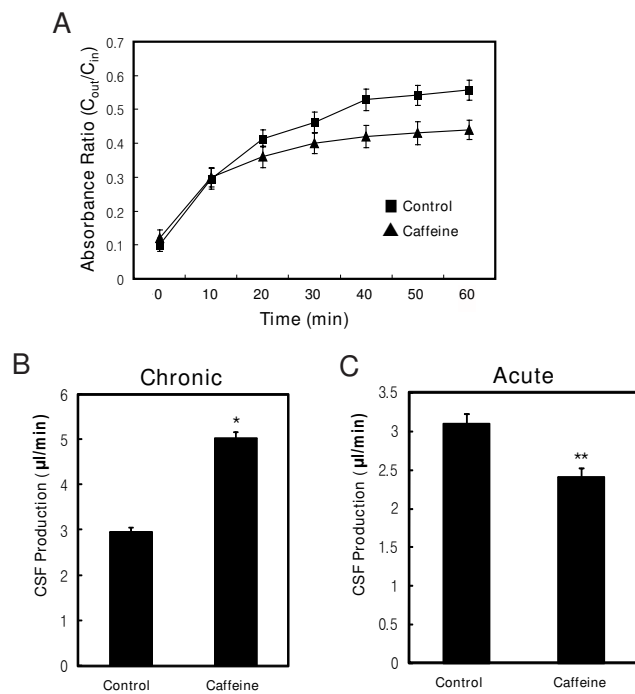 A
Absorbance Ratio (Cout/Cin)
0.7
0.6
0.5
0.4
0.3
0.2
0.1
0
Control
Caffeine
0 10 20 30 40 50 60
Time (min)
B
Chronic
CSF Production ( µl/min)
6
5
4
3
2
1
0
*
Control Caffeine
C
Acute
CSF Production ( µl/min)
3.5
3
2.5
2
1.5
1
0.5
0
**
Control Caffeine